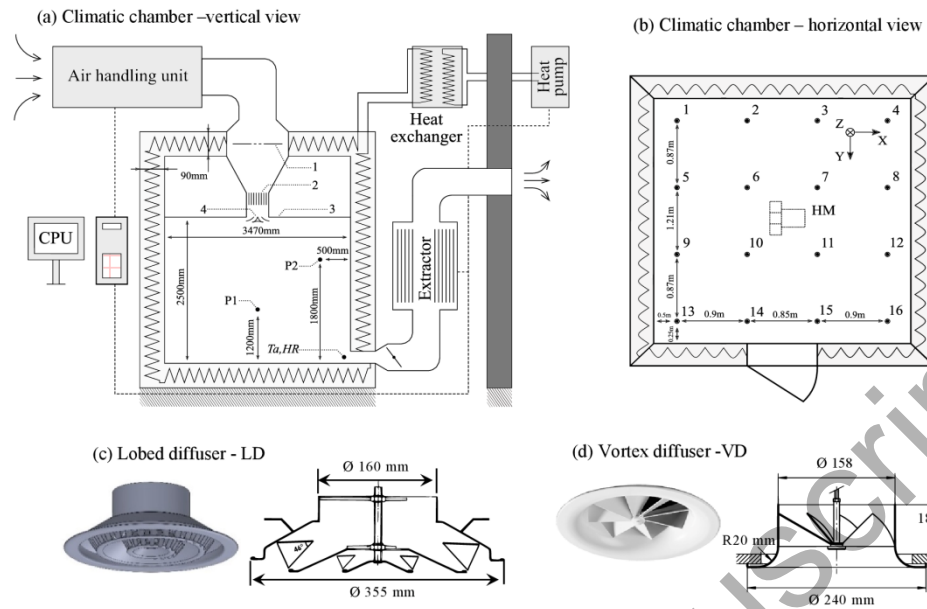 (a) Climatic chamber –vertical view
Air handling unit
Heat exchanger
Heat pump
1
2
90mm
4
3
3470mm
CPU
500mm
P2
P1
2500mm
1800mm
1200mm
Ta,HR
Extractor
(b) Climatic chamber – horizontal view
1 2 3 4
Z
X
Y
0.87m
5 6 7 8
HM
1.21m
9 10 11 12
0.87m
13 14 15 16
0.5m 0.9m 0.85m 0.9m
0.25m
(c) Lobed diffuser - LD
Ø 160 mm
Ø 355 mm
(d) Vortex diffuser -VD
Ø 158
R20 mm
Ø 240 mm